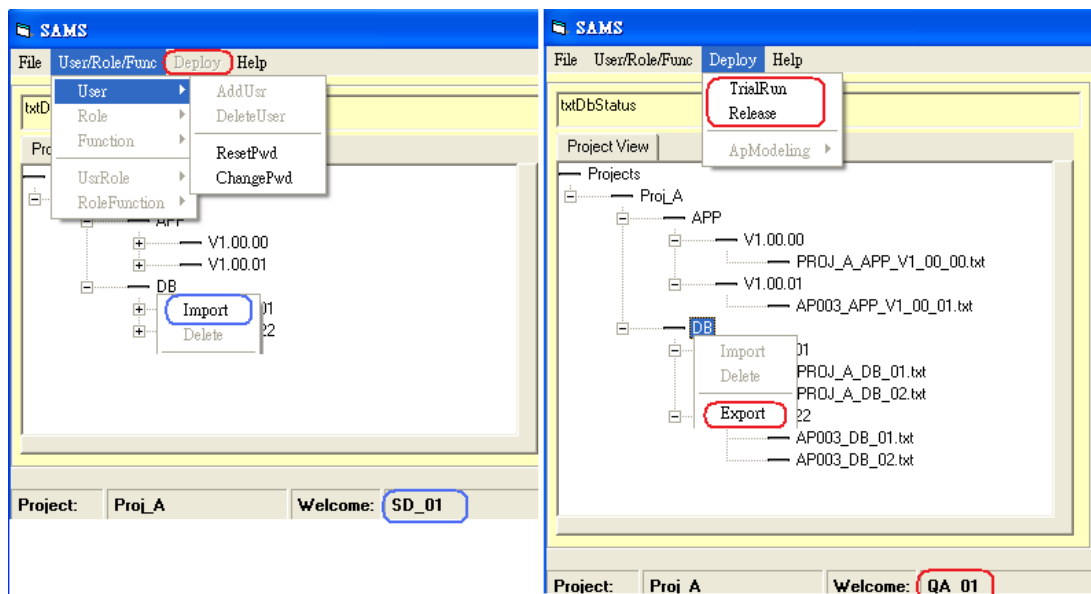 SAMS
File User/Role/Func Deploy Help
User
Role
Function
UsrRole
RoleFunction
AddUsr
DeleteUser
ResetPwd
ChangePwd
V1.00.00
V1.00.01
DB
Import
Delete
Project: Proj_A Welcome: SD_01
SAMS
File User/Role/Func Deploy Help
TrialRun
Release
ApModeling
txtDbStatus
Project View
Projects
Proj_A
APP
V1.00.00
PROJ_A_APP_V1_00_00.txt
V1.00.01
AP003_APP_V1_00_01.txt
DB
Import
Delete
Export
PROJ_A_DB_01.txt
PROJ_A_DB_02.txt
AP003_DB_01.txt
AP003_DB_02.txt
Project: Proj_A Welcome: QA_01